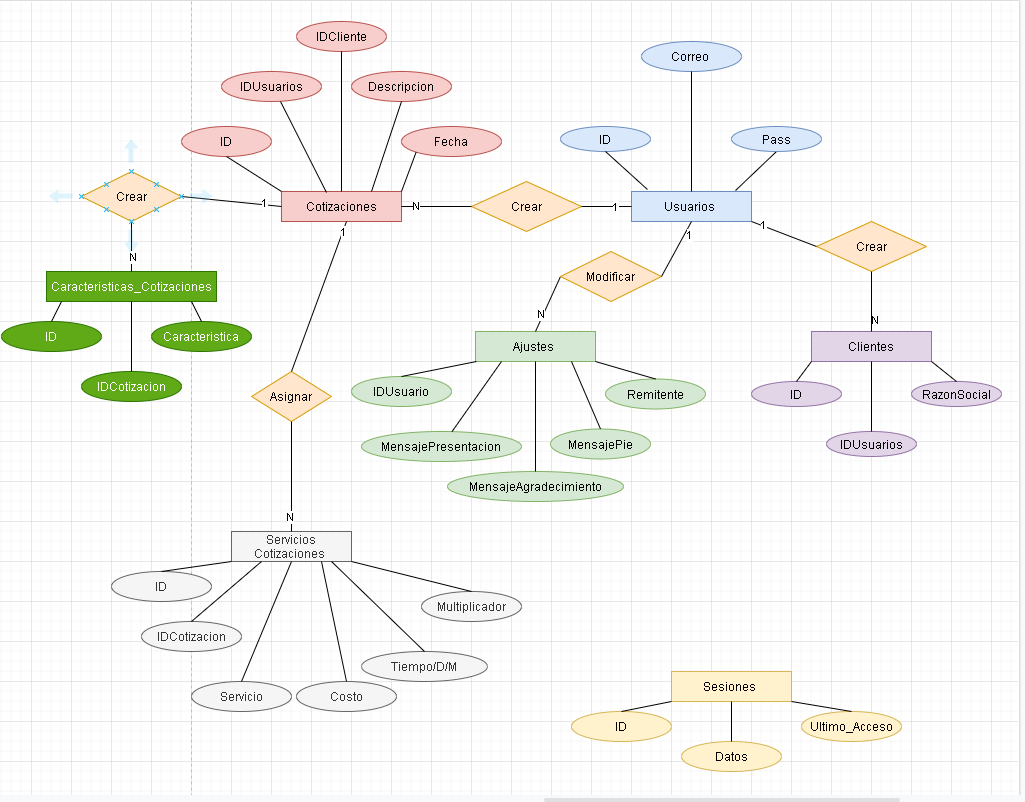 IDCliente
Correo
IDUsuarios
Descripcion
ID
Fecha
ID
Pass
Crear
1
Cotizaciones
N
Crear
1
Usuarios
1
1
1
Crear
N
Modificar
Caracteristicas_Cotizaciones
N
N
ID
Caracteristica
Ajustes
Clientes
IDCotizacion
IDUsuario
Remitente
ID
RazonSocial
Asignar
MensajePresentacion
MensajePie
IDUsuarios
MensajeAgradecimiento
N
Servicios
Cotizaciones
ID
Multiplicador
IDCotizacion
Tiempo/D/M
Servicio
Costo
Sesiones
ID
Ultimo_Acceso
Datos